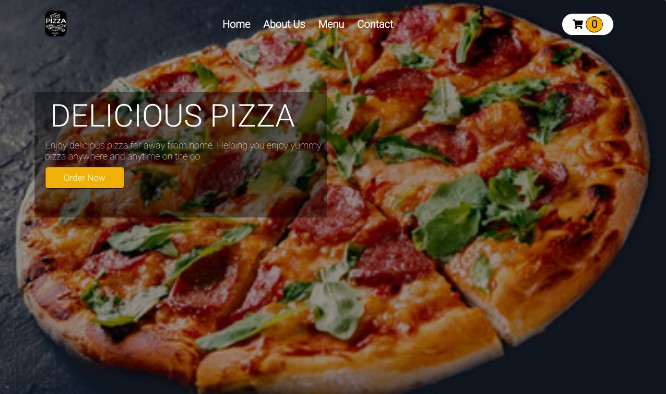 PIZZA
Home About Us Menu Contact
0
DELICIOUS PIZZA
Enjoy delicious pizza far away from home. Helping you enjoy yummy
pizza anywhere and anytime on the go
Order Now